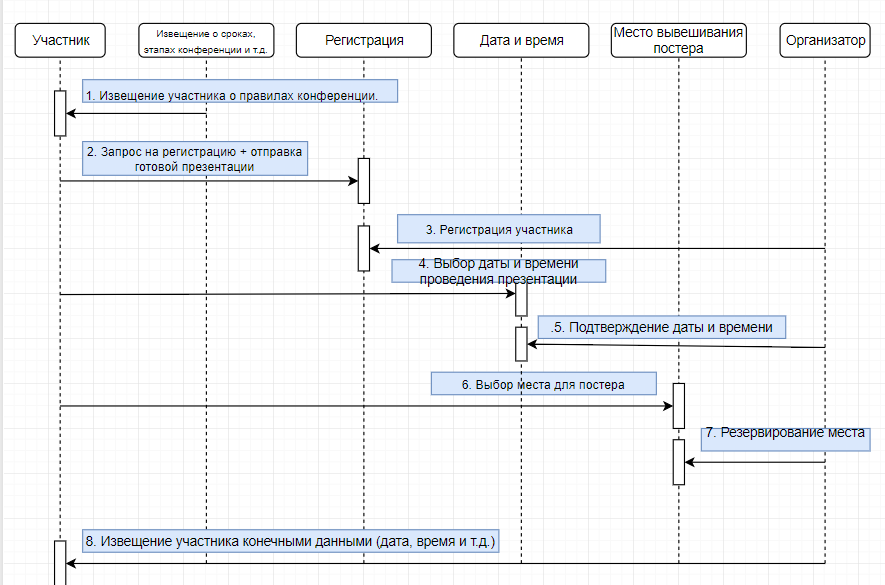 Участник
Извещение о сроках,
этапах конференции и т.д.
Регистрация
Дата и время
Место вывешивания
постера
Организатор
1. Извещение участника о правилах конференции.
2. Запрос на регистрацию + отправка
готовой презентации
3. Регистрация участника
4. Выбор даты и времени
проведения презентации
.5. Подтверждение даты и времени
6. Выбор места для постера
7. Резервирование места
8. Извещение участника конечными данными (дата, время и т.д.)